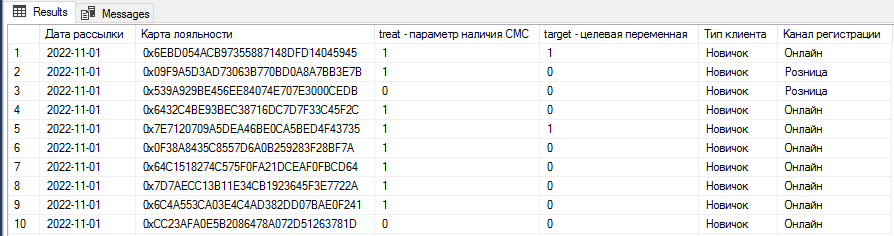 Results Messages
Дата рассылки Карта лояльности treat - параметр наличия СМС target - целевая переменная Тип клиента Канал регистрации
1 2022-11-01 0x6EBD054ACB97355887148DFD14045945 1 1 Новичок Онлайн
2 2022-11-01 0x09F9A5D3AD73063B770BD0A8A7BB3E7B 1 0 Новичок Розница
3 2022-11-01 0x539A929BE456EE84074E707E3000CEDB 0 0 Новичок Розница
4 2022-11-01 0x6432C4BE93BEC38716DC7D7F33C45F2C 1 0 Новичок Онлайн
5 2022-11-01 0x7E7120709A5DEA46BE0CA5BED4F43735 1 1 Новичок Онлайн
6 2022-11-01 0x0F38A8435C8557D6A0B259283F28BF7A 1 0 Новичок Онлайн
7 2022-11-01 0x64C1518274C575F0FA21DCEAF0FBCD64 1 0 Новичок Онлайн
8 2022-11-01 0x7D7AECC13B11E34CB1923645F3E7722A 1 0 Новичок Онлайн
9 2022-11-01 0x6C4A553CA03E4C4AD382DD07BAE0F241 1 0 Новичок Онлайн
10 2022-11-01 0xCC23AFA0E5B2086478A072D51263781D 0 0 Новичок Онлайн